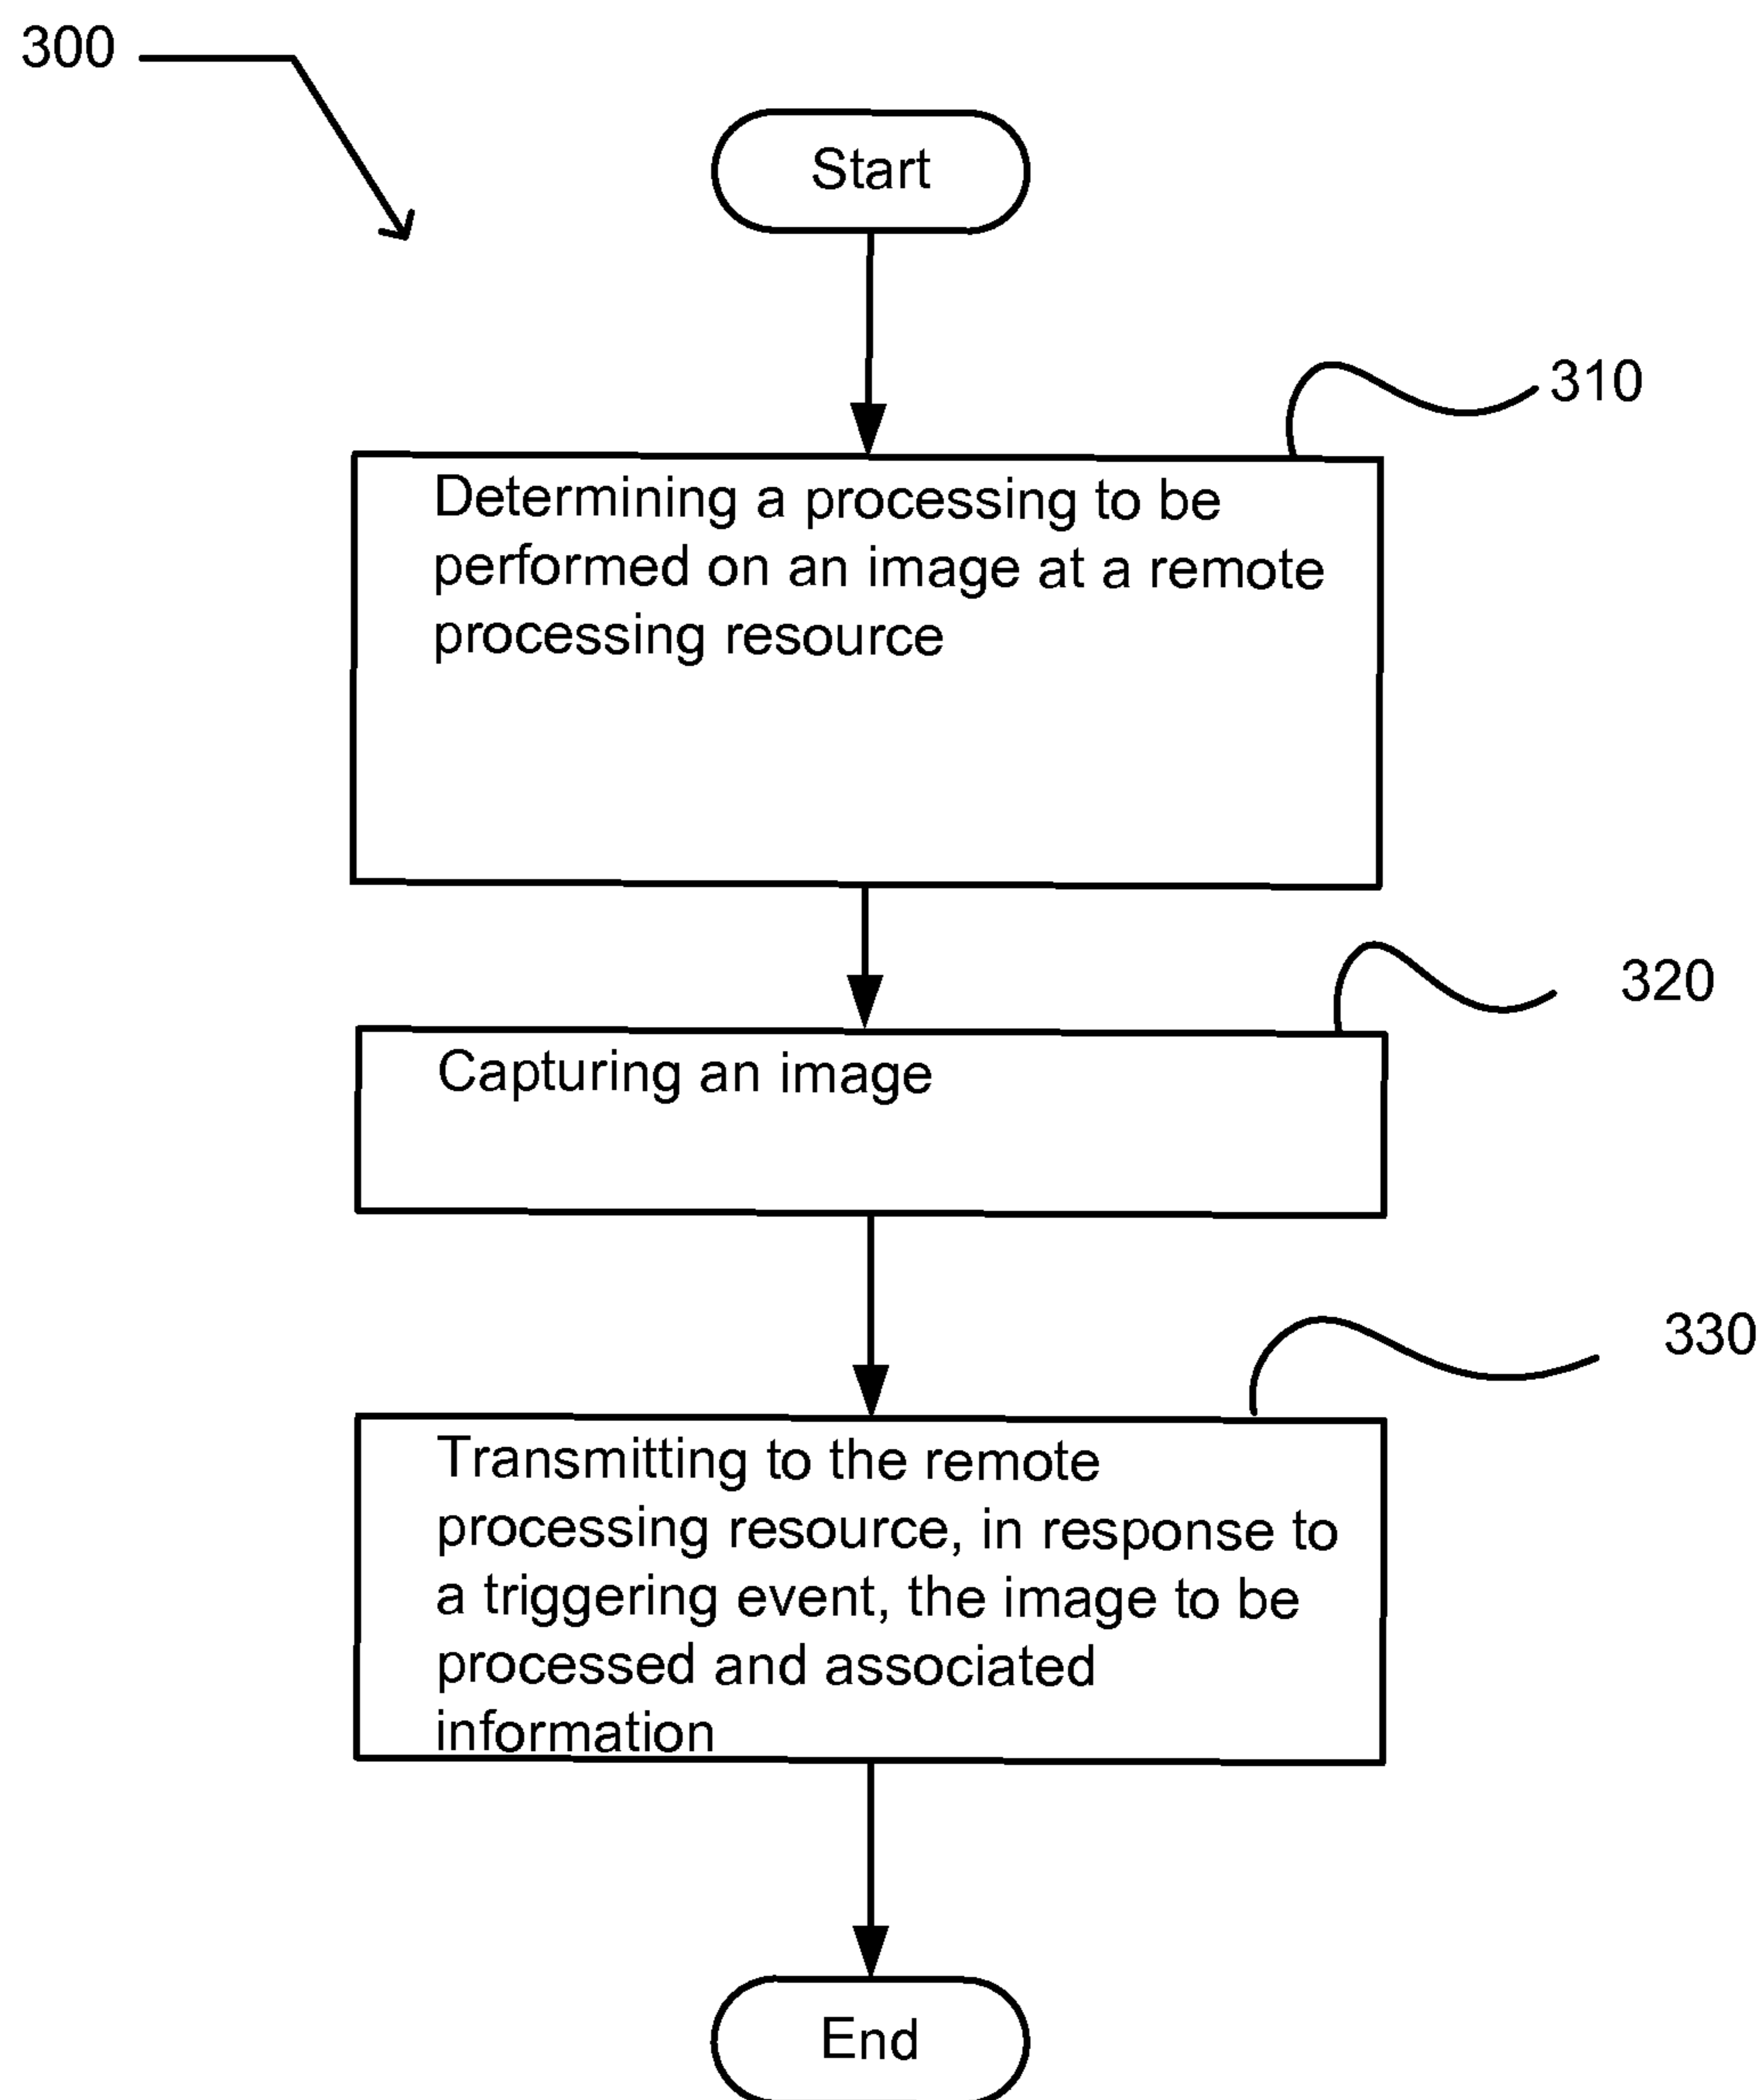 300
Start
310
Determining a processing to be
performed on an image at a remote
processing resource
320
Capturing an image
330
Transmitting to the remote
processing resource, in response to
a triggering event, the image to be
processed and associated
information
End